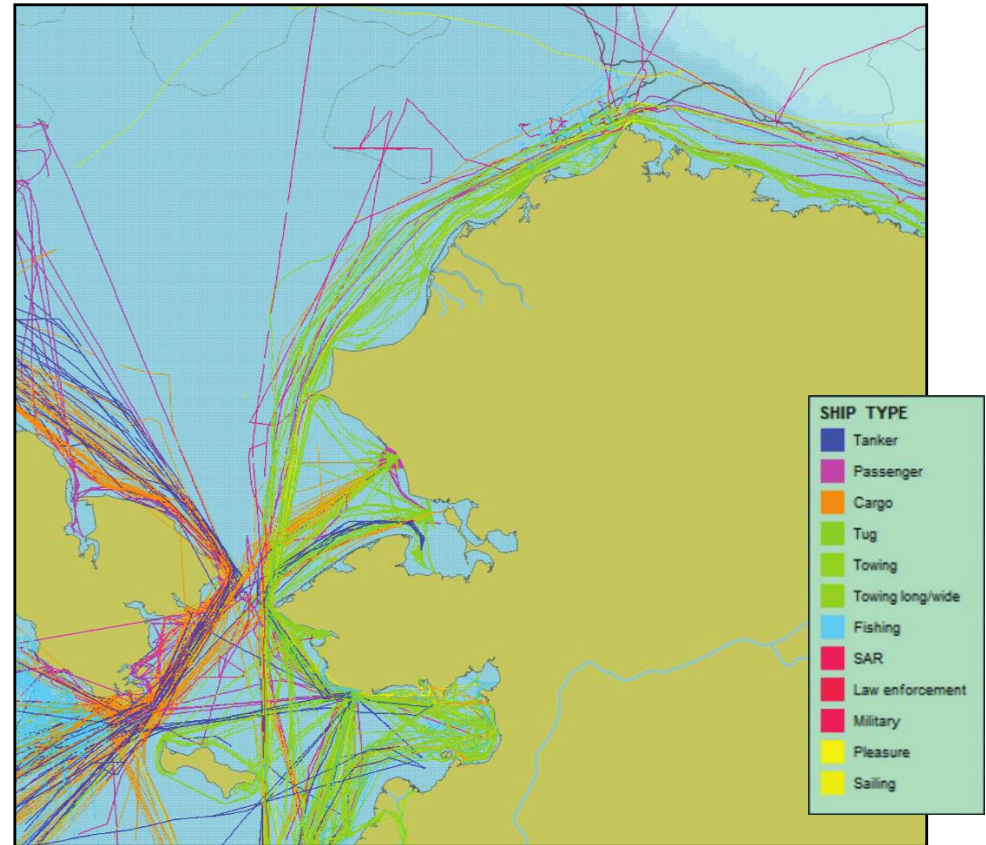 SHIP TYPE
Tanker
Passenger
Cargo
Tug
Towing
Towing long/wide
Fishing
SAR
Law enforcement
Military
Pleasure
Sailing